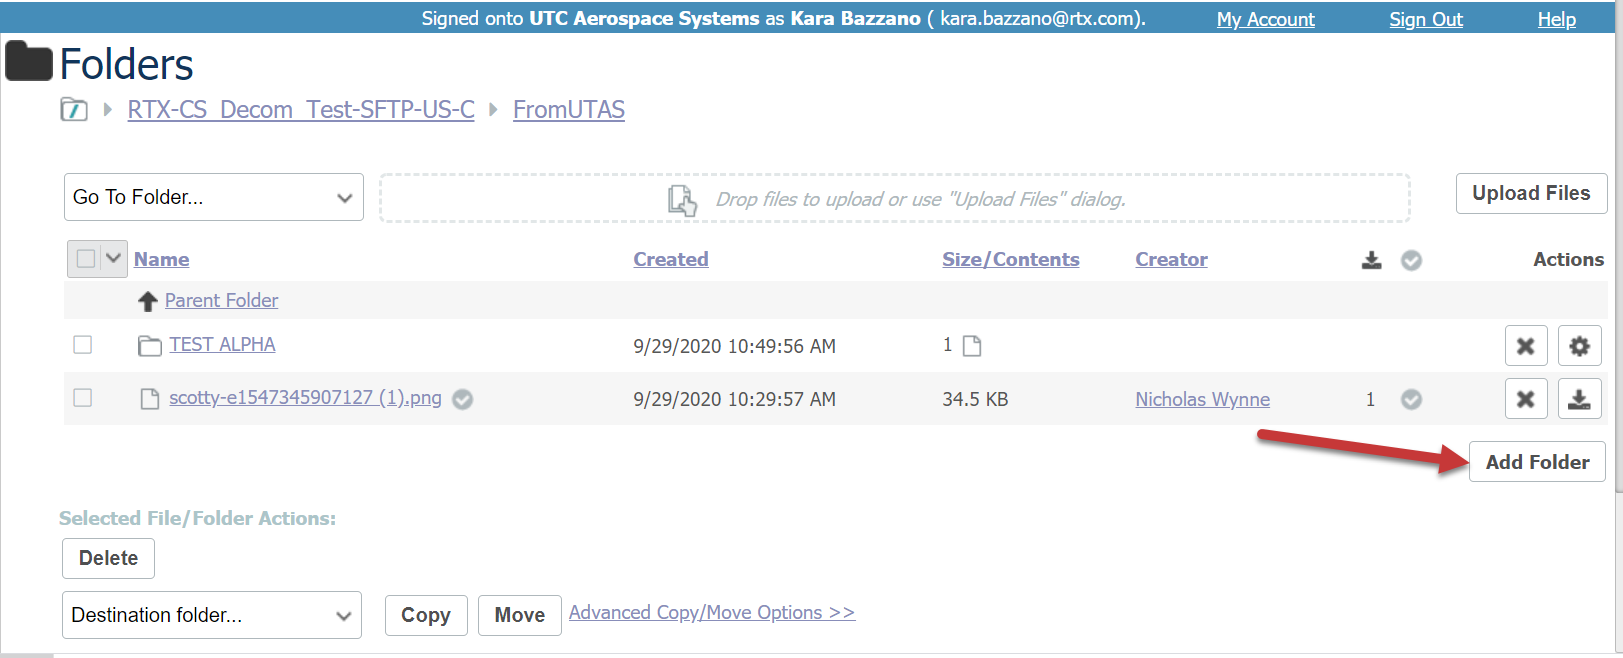 Signed onto UTC Aerospace Systems as Kara Bazzano ( kara.bazzano@rtx.com). My Account Sign Out Help
Folders
RTX-CS_Decom_Test-SFTP-US-C FromUTAS
Go To Folder... Drop files to upload or use "Upload Files" dialog. Upload Files
Name Created Size/Contents Creator Actions
Parent Folder
TEST ALPHA 9/29/2020 10:49:56 AM 1
scotty-e1547345907127 (1).png 9/29/2020 10:29:57 AM 34.5 KB Nicholas Wynne 1
Add Folder
Selected File/Folder Actions:
Delete
Destination folder... Copy Move Advanced Copy/Move Options >>